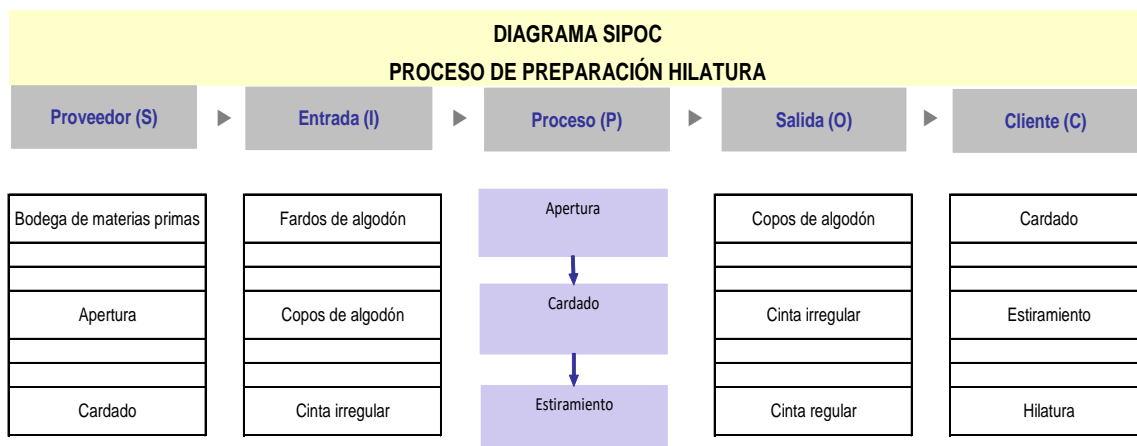 DIAGRAMA SIPOC
PROCESO DE PREPARACIÓN HILATURA
Proveedor (S)
Entrada (I)
Proceso (P)
Salida (O)
Cliente (C)
Bodega de materias primas
Fardos de algodón
Apertura
Copos de algodón
Cardado
Apertura
Copos de algodón
Cardado
Cinta irregular
Estiramiento
Cardado
Cinta irregular
Estiramiento
Cinta regular
Hilatura